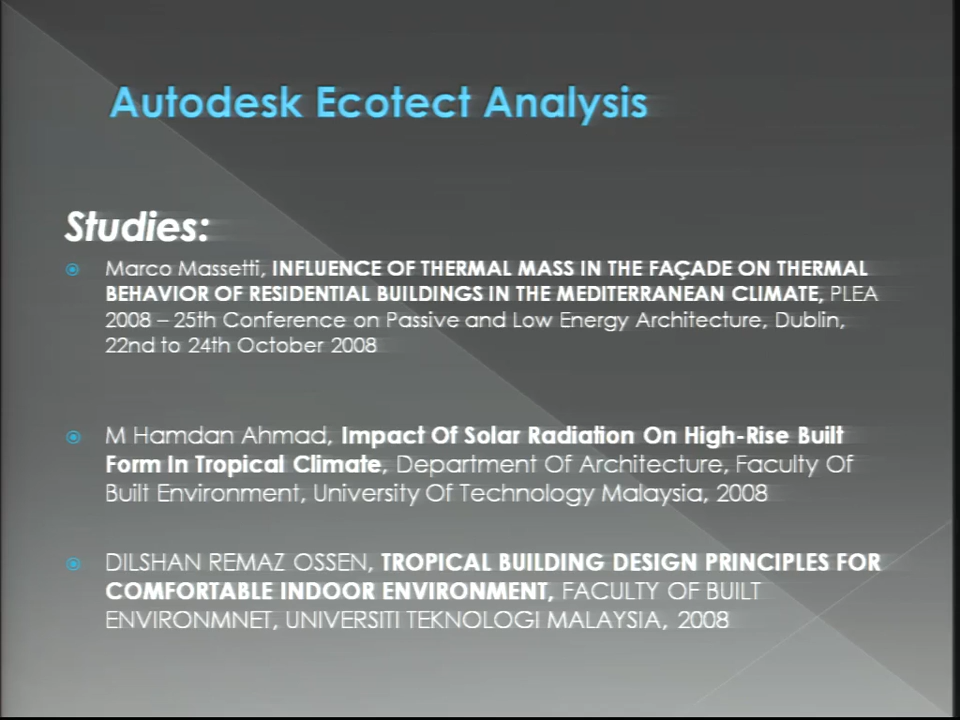 Autodesk Ecotect Analysis
Studies:
Marco Massetti, INFLUENCE OF THERMAL MASS IN THE FAÇADE ON THERMAL
BEHAVIOR OF RESIDENTIAL BUILDINGS IN THE MEDITERRANEAN CLIMATE, PLEA
2008 – 25th Conference on Passive and Low Energy Architecture, Dublin,
22nd to 24th October 2008
M Hamdan Ahmad, Impact Of Solar Radiation On High-Rise Built
Form In Tropical Climate, Department Of Architecture, Faculty Of
Built Environment, University Of Technology Malaysia, 2008
DILSHAN REMAZ OSSEN, TROPICAL BUILDING DESIGN PRINCIPLES FOR
COMFORTABLE INDOOR ENVIRONMENT, FACULTY OF BUILT
ENVIRONMNET, UNIVERSITI TEKNOLOGI MALAYSIA, 2008